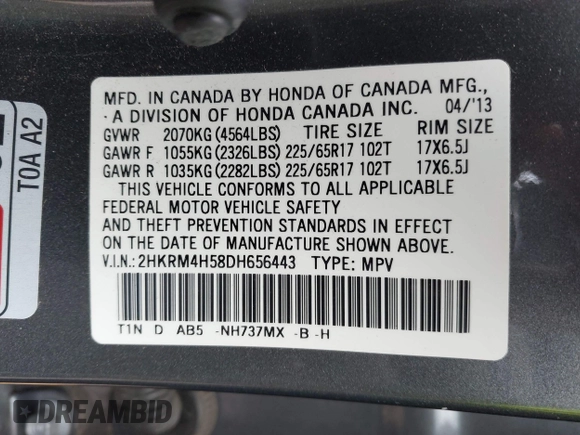 MFD. IN CANADA BY HONDA OF CANADA MFG.,
A DIVISION OF HONDA CANADA INC. 04/'13
GVWR 2070KG(4564LBS) TIRE SIZE RIM SIZE
GAWR F 1055KG(2326LBS) 225/65R17 102T 17X6.5J
GAWR R 1035KG(2282LBS) 225/65R17 102T 17X6.5J
THIS VEHICLE CONFORMS TO ALL APPLICABLE
FEDERAL MOTOR VEHICLE SAFETY
AND THEFT PREVENTION STANDARDS IN EFFECT
ON THE DATE OF MANUFACTURE SHOWN ABOVE.
V.I.N.:2HKRM4H58DH656443 TYPE: MPV
T1N D AB5 -NH737MX -B -H
T0A A2
DREAMBID